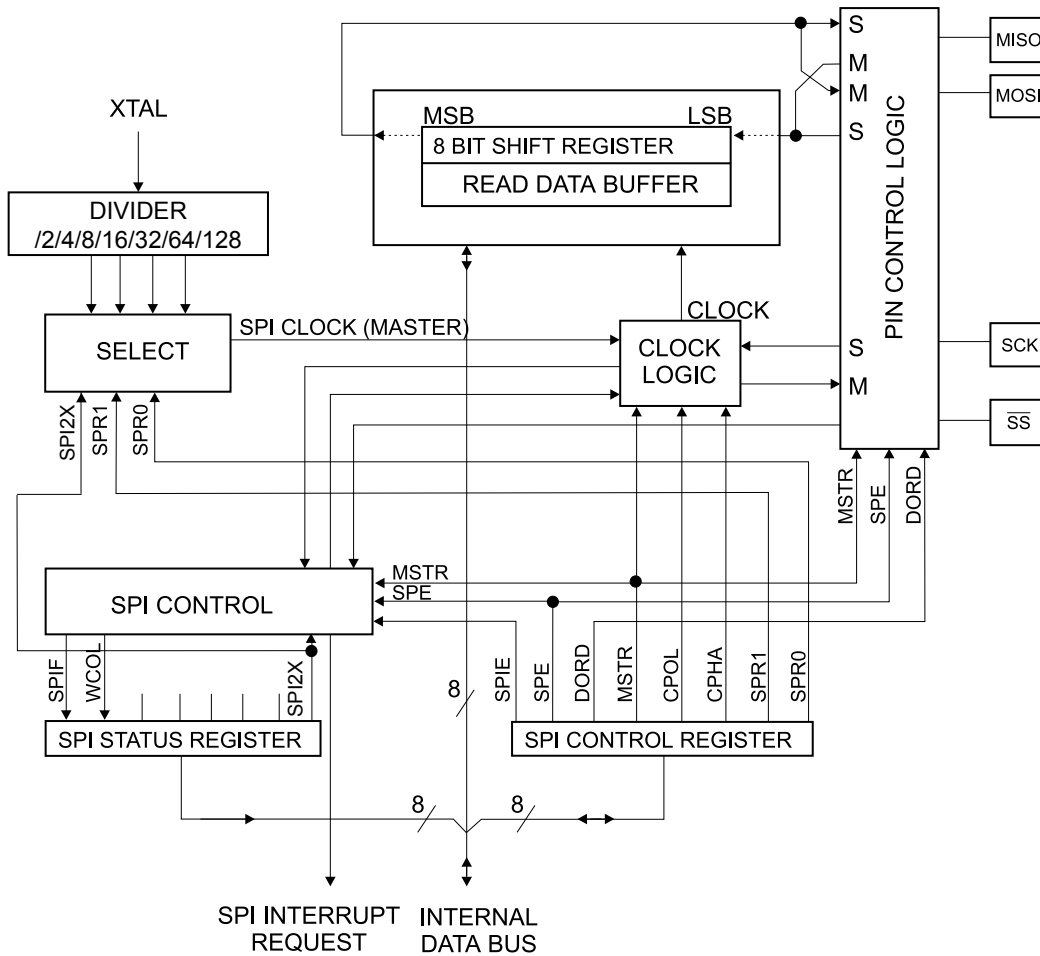 S
MISO
M
XTAL
M
MOSI
MSB
LSB
S
8 BIT SHIFT REGISTER
READ DATA BUFFER
PIN CONTROL LOGIC
DIVIDER
/2/4/8/16/32/64/128
CLOCK
SPI CLOCK (MASTER)
SELECT
CLOCK
LOGIC
S
SCK
M
SPI2X
SPR1
SPR0
SS
MSTR
SPE
DORD
MSTR
SPE
SPI CONTROL
SPIF
WCOL
SPI2X
8
SPIE
SPE
DORD
MSTR
CPOL
CPHA
SPR1
SPR0
SPI STATUS REGISTER
SPI CONTROL REGISTER
8
8
SPI INTERRUPT
REQUEST
INTERNAL
DATA BUS